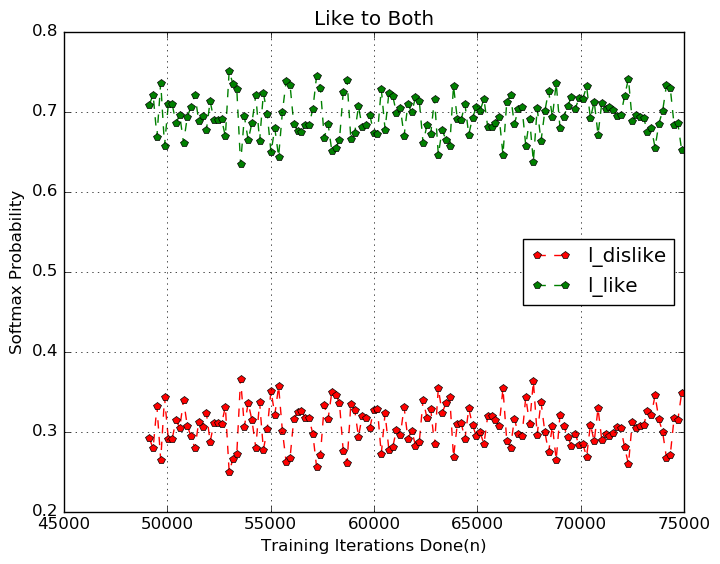 Like to Both
0.8
0.7
0.6
0.5
0.4
0.3
0.2
Softmax Probability
l_dislike
l_like
45000 50000 55000 60000 65000 70000 75000
Training Iterations Done(n)